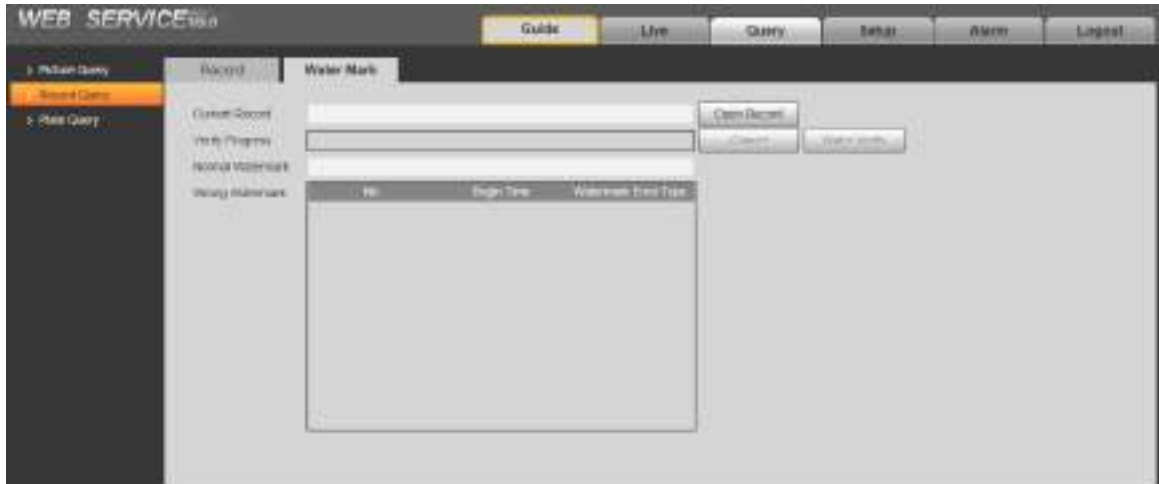 WEB SERVICE
Guide
Live
Query
Setup
Alarm
Logout
Picture Query
Record Query
Plate Query
Record
Water Mark
Current Record
Open Record
Verify Progress
Cancel
Normal Watermark
Wrong Watermark
No.
Begin Time
Watermark Error Type